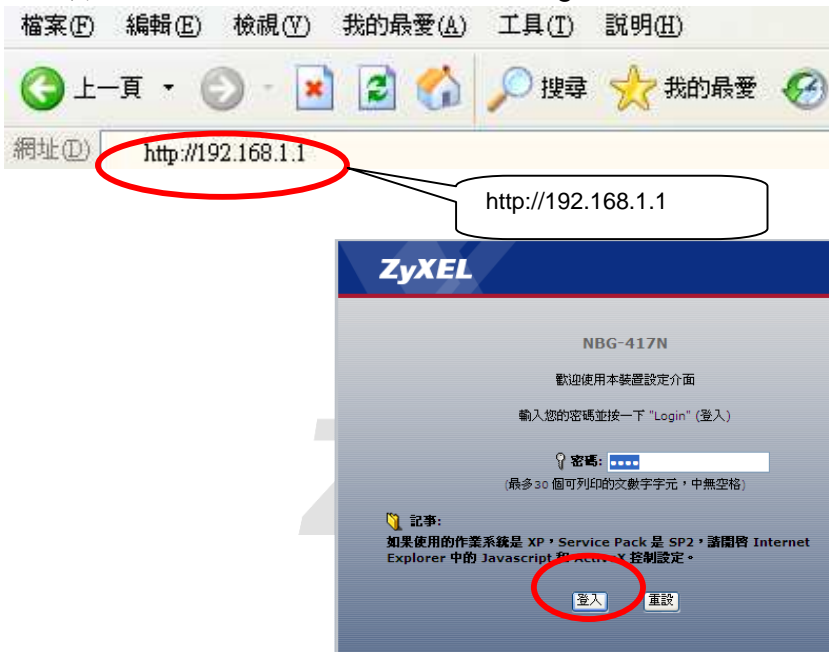 檔案(F) 編輯(E) 檢視(V) 我的最愛(A) 工具(T) 說明(H)
上一頁 搜尋 我的最愛
網址(D) http://192.168.1.1
http://192.168.1.1
ZyXEL
NBG-417N
歡迎使用本裝置設定介面
輸入您的密碼並按一下 "Login" (登入)
密碼: ••••
(最多30 個可列印的文數字字元，中無空格)
記事:
如果使用的作業系統是 XP，Service Pack 是 SP2，請開啓 Internet
Explorer 中的 Javascript 和 ActiveX 控制設定。
登入 重設